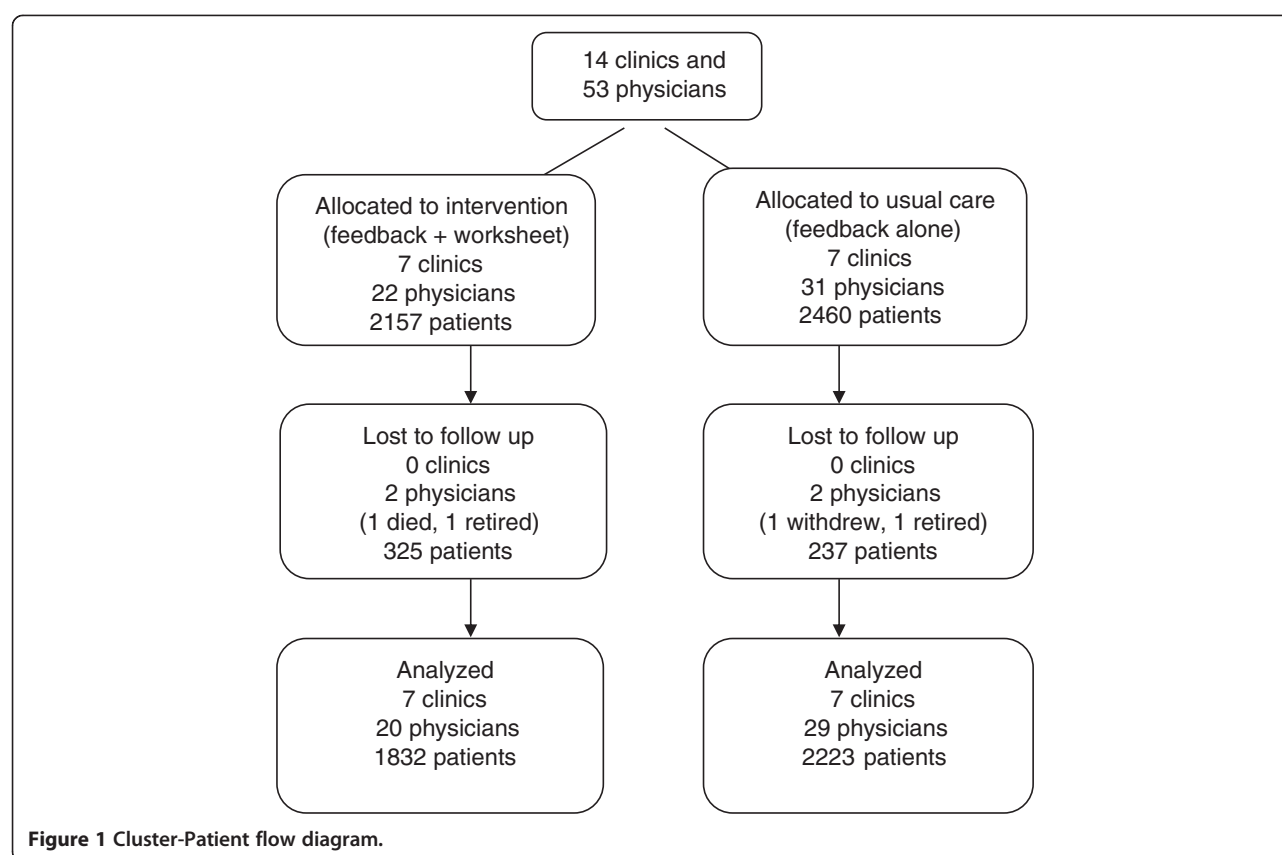 14 clinics and
53 physicians
Allocated to intervention
(feedback + worksheet)
7 clinics
22 physicians
2157 patients
Allocated to usual care
(feedback alone)
7 clinics
31 physicians
2460 patients
Lost to follow up
0 clinics
2 physicians
(1 died, 1 retired)
325 patients
Lost to follow up
0 clinics
2 physicians
(1 withdrew, 1 retired)
237 patients
Analyzed
7 clinics
20 physicians
1832 patients
Analyzed
7 clinics
29 physicians
2223 patients
Figure 1 Cluster-Patient flow diagram.